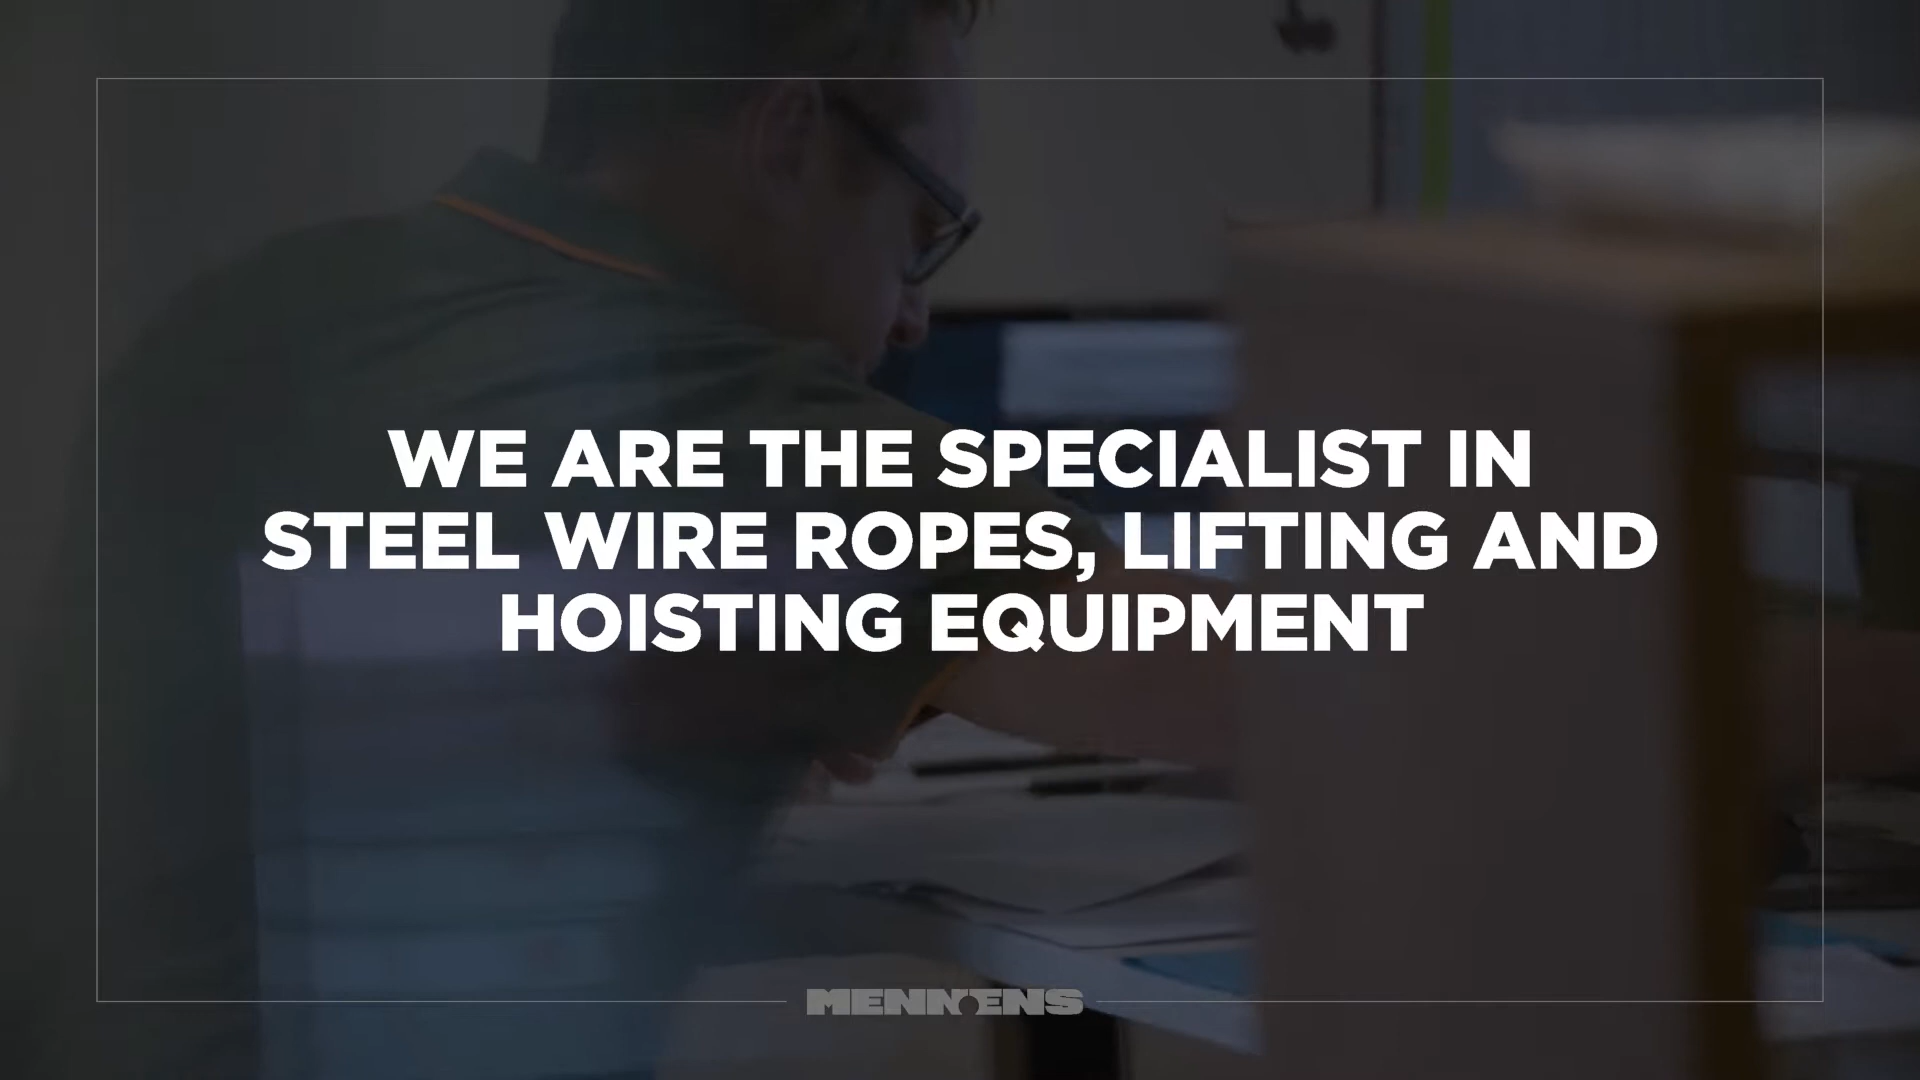 WE ARE THE SPECIALIST IN
STEEL WIRE ROPES, LIFTING AND
HOISTING EQUIPMENT
MENNENS